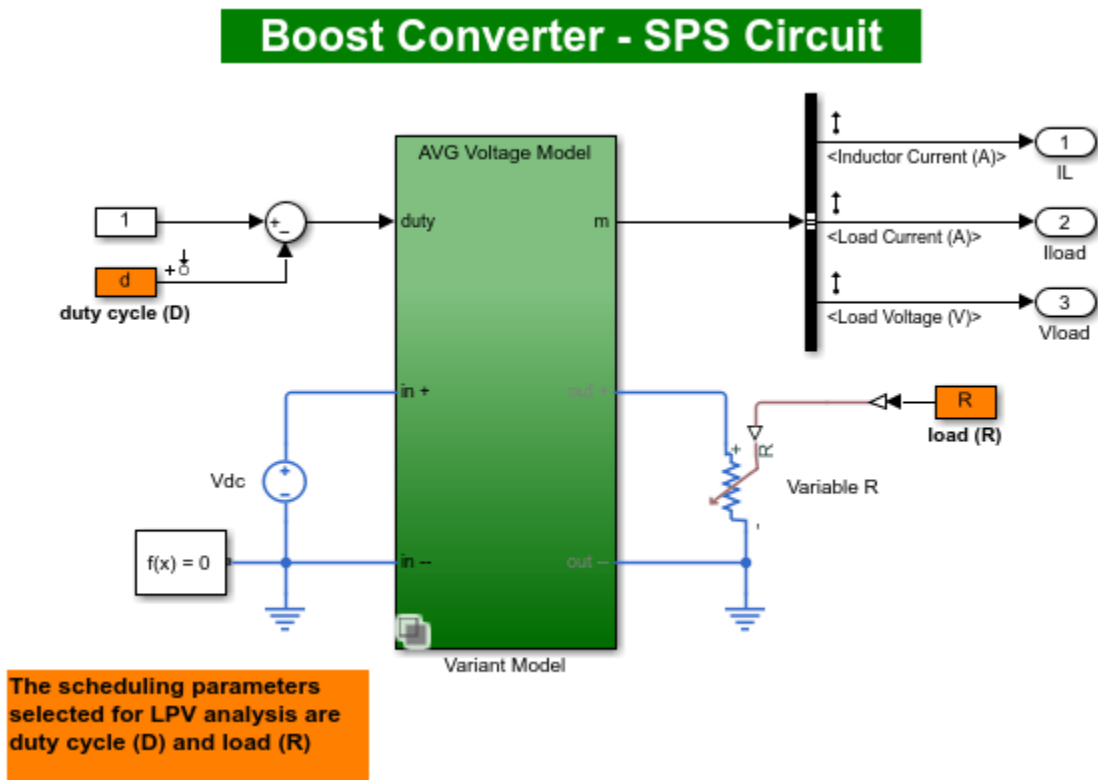 Boost Converter - SPS Circuit
AVG Voltage Model
1
+
−
duty
m
d
+
duty cycle (D)
<Inductor Current (A)>
1
IL
<Load Current (A)>
2
Iload
<Load Voltage (V)>
3
Vload
in +
out +
R
load (R)
Vdc
+
−
+
R
Variable R
-
f(x) = 0
in --
out --
Variant Model
The scheduling parameters
selected for LPV analysis are
duty cycle (D) and load (R)